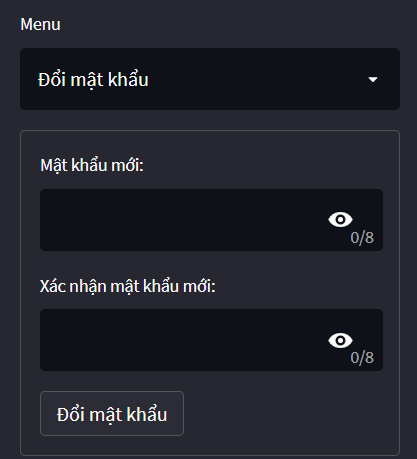 Menu
Đổi mật khẩu
Mật khẩu mới:
0/8
Xác nhận mật khẩu mới:
0/8
Đổi mật khẩu